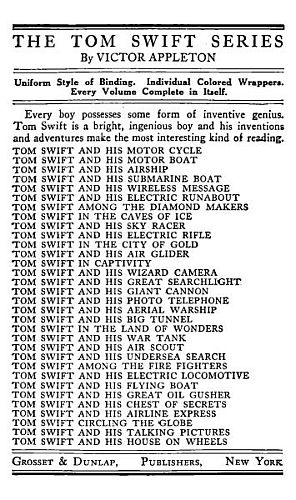 THE TOM SWIFT SERIES
By VICTOR APPLETON
Uniform Style of Binding. Individual Colored Wrappers.
Every Volume Complete in Itself.
Every boy possesses some form of inventive genius.
Tom Swift is a bright, ingenious boy and his inventions
and adventures make the most interesting kind of reading.
TOM SWIFT AND HIS MOTOR CYCLE
TOM SWIFT AND HIS MOTOR BOAT
TOM SWIFT AND HIS AIRSHIP
TOM SWIFT AND HIS SUBMARINE BOAT
TOM SWIFT AND HIS WIRELESS MESSAGE
TOM SWIFT AND HIS ELECTRIC RUNABOUT
TOM SWIFT AMONG THE DIAMOND MAKERS
TOM SWIFT IN THE CAVES OF ICE
TOM SWIFT AND HIS SKY RACER
TOM SWIFT AND HIS ELECTRIC RIFLE
TOM SWIFT IN THE CITY OF GOLD
TOM SWIFT AND HIS AIR GLIDER
TOM SWIFT IN CAPTIVITY
TOM SWIFT AND HIS WIZARD CAMERA
TOM SWIFT AND HIS GREAT SEARCHLIGHT
TOM SWIFT AND HIS GIANT CANNON
TOM SWIFT AND HIS PHOTO TELEPHONE
TOM SWIFT AND HIS AERIAL WARSHIP
TOM SWIFT AND HIS BIG TUNNEL
TOM SWIFT IN THE LAND OF WONDERS
TOM SWIFT AND HIS WAR TANK
TOM SWIFT AND HIS AIR SCOUT
TOM SWIFT AND HIS UNDERSEA SEARCH
TOM SWIFT AMONG THE FIRE FIGHTERS
TOM SWIFT AND HIS ELECTRIC LOCOMOTIVE
TOM SWIFT AND HIS FLYING BOAT
TOM SWIFT AND HIS GREAT OIL GUSHER
TOM SWIFT AND HIS CHEST OF SECRETS
TOM SWIFT AND HIS AIRLINE EXPRESS
TOM SWIFT CIRCLING THE GLOBE
TOM SWIFT AND HIS TALKING PICTURES
TOM SWIFT AND HIS HOUSE ON WHEELS
GROSSET & DUNLAP, PUBLISHERS, NEW YORK